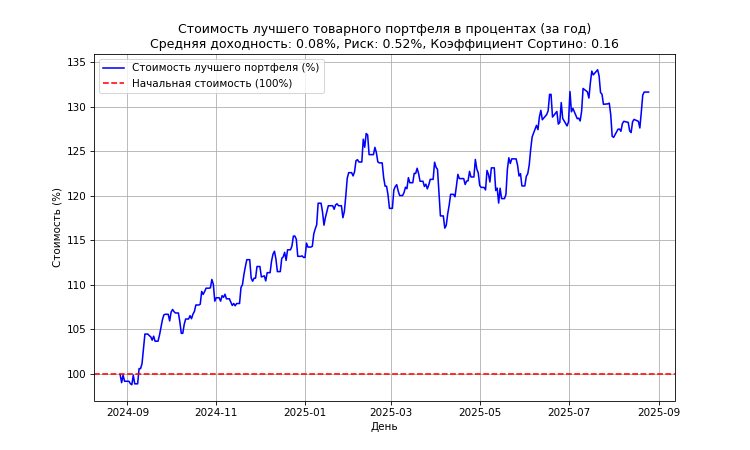 Стоимость лучшего товарного портфеля в процентах (за год)
Средняя доходность: 0.08%, Риск: 0.52%, Коэффициент Сортино: 0.16
Стоимость лучшего портфеля (%)
Начальная стоимость (100%)
Стоимость (%)
135
130
125
120
115
110
105
100
2024-09
2024-11
2025-01
2025-03
2025-05
2025-07
2025-09
День